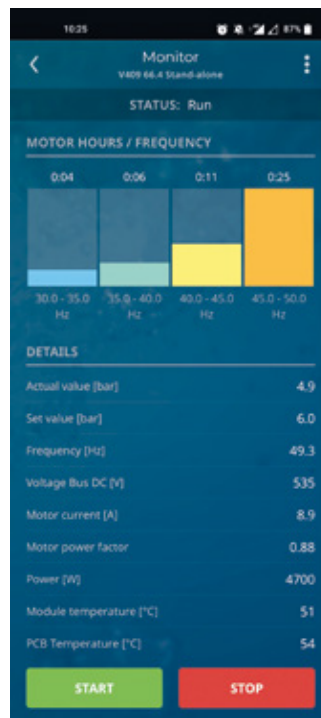 10:25
87%
Monitor
V409 66.4 Stand-alone
STATUS: Run
MOTOR HOURS / FREQUENCY
0:04 0:06 0:11 0:25
30.0 - 35.0 35.0 - 40.0 40.0 - 45.0 45.0 - 50.0
Hz Hz Hz Hz
DETAILS
Actual value [bar] 4.9
Set value [bar] 6.0
Frequency [Hz] 49.3
Voltage Bus DC [V] 535
Motor current [A] 8.9
Motor power factor 0.88
Power [W] 4700
Module temperature [°C] 51
PCB Temperature [°C] 54
START STOP